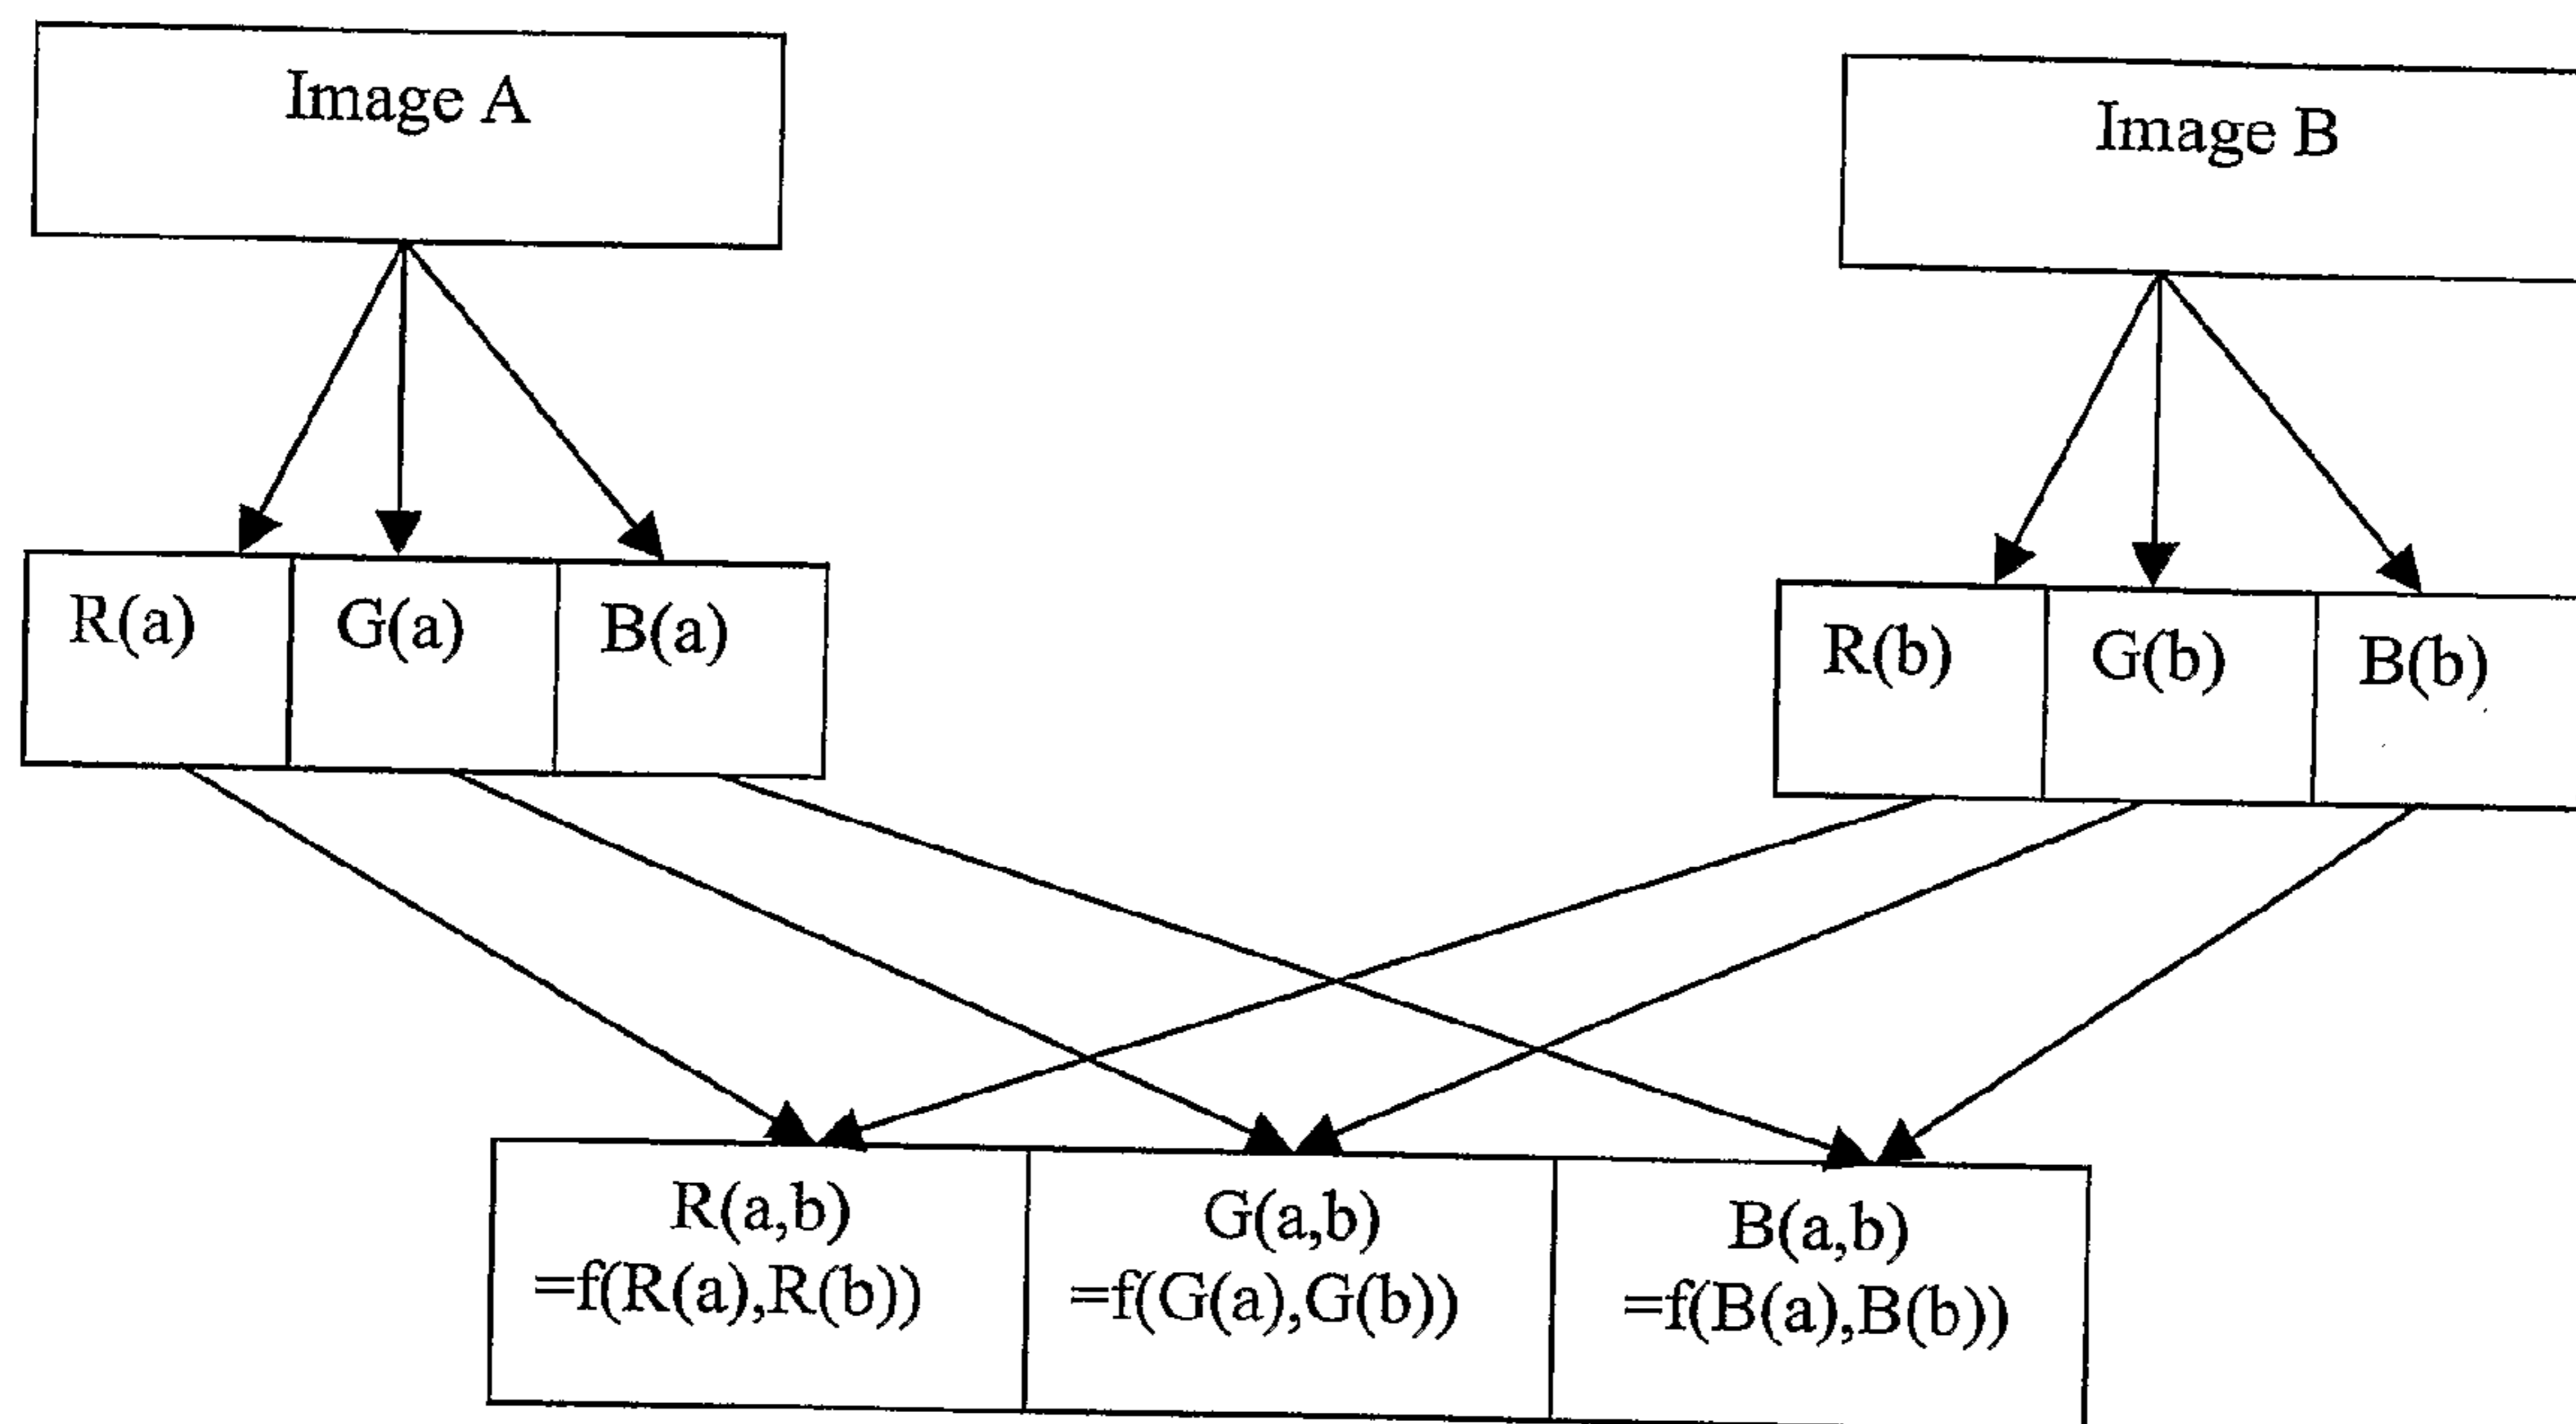 Image A
Image B
R(a)
G(a)
B(a)
R(b)
G(b)
B(b)
R(a,b)
=f(R(a),R(b))
G(a,b)
=f(G(a),G(b))
B(a,b)
=f(B(a),B(b))